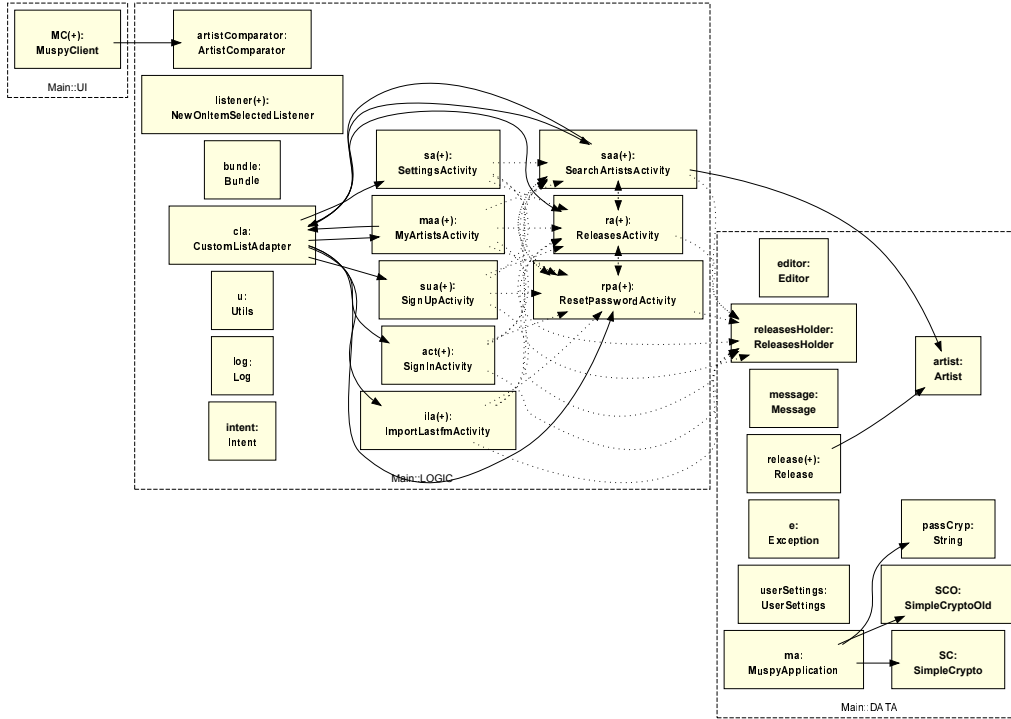 MC(+):
MuspyClient
Main::UI
artistComparator:
ArtistComparator
listener(+):
NewOnItemSelectedListener
bundle:
Bundle
cla:
CustomListAdapter
u:
Utils
log:
Log
intent:
Intent
sa(+):
SettingsActivity
maa(+):
MyArtistsActivity
sua(+):
SignUpActivity
act(+):
SignInActivity
ila(+):
ImportLastfmActivity
saa(+):
SearchArtistsActivity
ra(+):
ReleasesActivity
rpa(+):
ResetPasswordActivity
Main::LOGIC
editor:
Editor
releasesHolder:
ReleasesHolder
message:
Message
release(+):
Release
e:
Exception
userSettings:
UserSettings
ma:
MuspyApplication
artist:
Artist
passCryp:
String
SCO:
SimpleCryptoOld
SC:
SimpleCrypto
Main::DATA